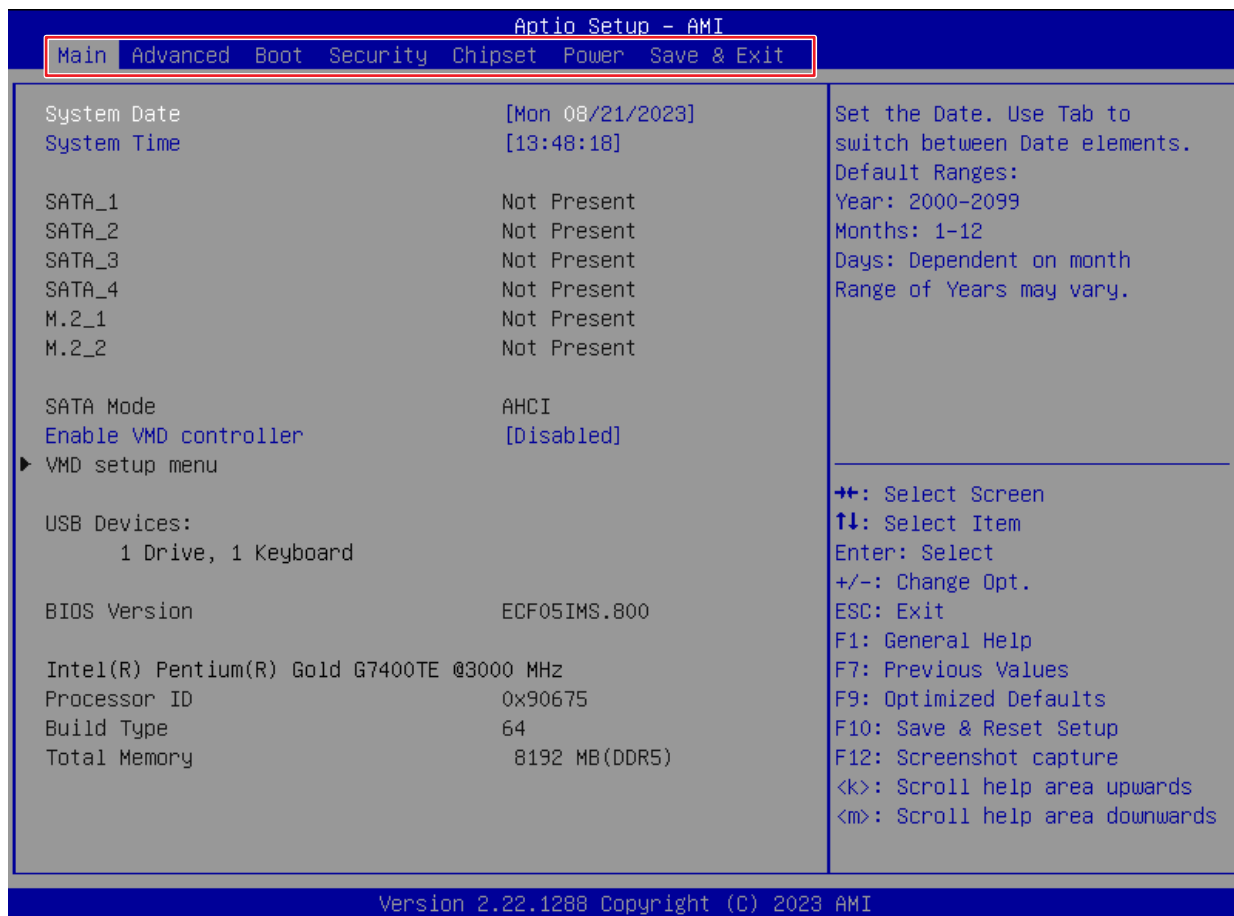 Aptio Setup - AMI
Main Advanced Boot Security Chipset Power Save & Exit
System Date [Mon 08/21/2023]
System Time [13:48:18]
SATA_1 Not Present
SATA_2 Not Present
SATA_3 Not Present
SATA_4 Not Present
M.2_1 Not Present
M.2_2 Not Present
SATA Mode AHCI
Enable VMD controller [Disabled]
▶ VMD setup menu
USB Devices:
1 Drive, 1 Keyboard
BIOS Version ECF05IMS.800
Intel(R) Pentium(R) Gold G7400TE @3000 MHz
Processor ID 0x90675
Build Type 64
Total Memory 8192 MB(DDR5)
Set the Date. Use Tab to
switch between Date elements.
Default Ranges:
Year: 2000-2099
Months: 1-12
Days: Dependent on month
Range of Years may vary.
→←: Select Screen
↑↓: Select Item
Enter: Select
+/-: Change Opt.
ESC: Exit
F1: General Help
F7: Previous Values
F9: Optimized Defaults
F10: Save & Reset Setup
F12: Screenshot capture
<k>: Scroll help area upwards
<m>: Scroll help area downwards
Version 2.22.1288 Copyright (C) 2023 AMI